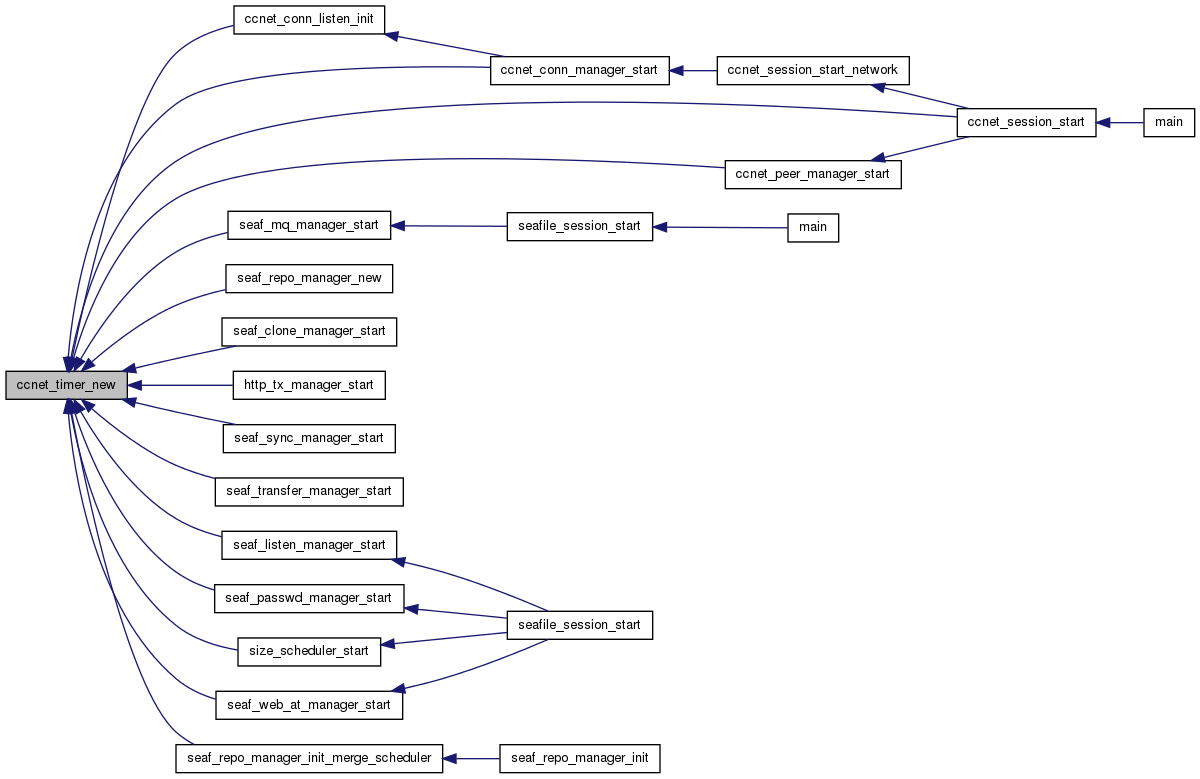 ccnet_conn_listen_init
ccnet_conn_manager_start
ccnet_session_start_network
ccnet_session_start
main
ccnet_peer_manager_start
seaf_mq_manager_start
seafile_session_start
main
seaf_repo_manager_new
seaf_clone_manager_start
ccnet_timer_new
http_tx_manager_start
seaf_sync_manager_start
seaf_transfer_manager_start
seaf_listen_manager_start
seaf_passwd_manager_start
seafile_session_start
size_scheduler_start
seaf_web_at_manager_start
seaf_repo_manager_init_merge_scheduler
seaf_repo_manager_init